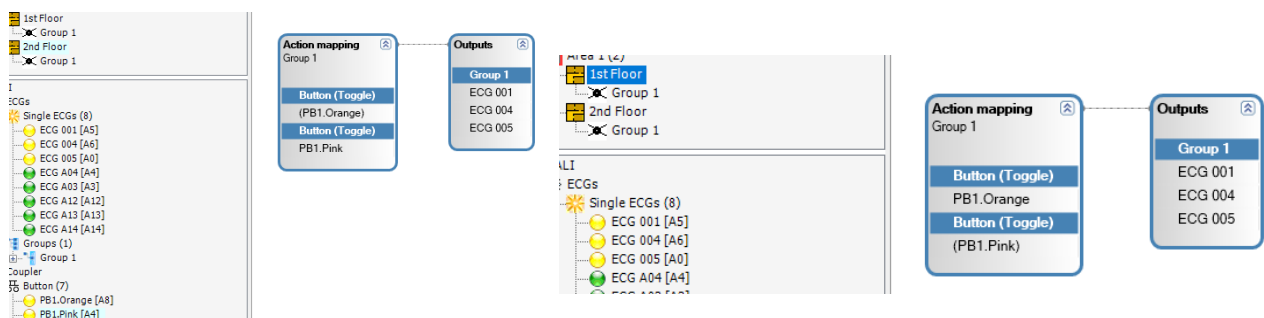 1st Floor
Group 1
2nd Floor
Group 1
I
ECGs
Single ECGs (8)
ECG 001 [A5]
ECG 004 [A6]
ECG 005 [A0]
ECG A04 [A4]
ECG A03 [A3]
ECG A12 [A12]
ECG A13 [A13]
ECG A14 [A14]
Groups (1)
Group 1
Coupler
Button (7)
PB1.Orange [A8]
PB1.Pink [A4]
Action mapping
Group 1
Button (Toggle)
(PB1.Orange)
Button (Toggle)
PB1.Pink
Outputs
Group 1
ECG 001
ECG 004
ECG 005
Area 1 (2)
1st Floor
Group 1
2nd Floor
Group 1
ALI
ECGs
Single ECGs (8)
ECG 001 [A5]
ECG 004 [A6]
ECG 005 [A0]
ECG A04 [A4]
ECG A03 [A3]
Action mapping
Group 1
Button (Toggle)
PB1.Orange
Button (Toggle)
(PB1.Pink)
Outputs
Group 1
ECG 001
ECG 004
ECG 005